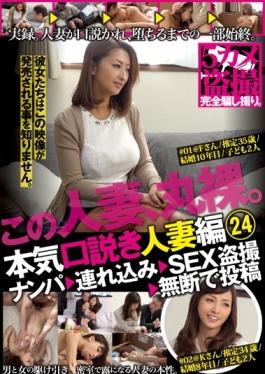 実録。人妻が口説かれ、堕ちるまでの一部始終。
彼女たちはこの映像が
発売される事を知りません。
5カメ
盗撮
完全騙し撮り。
#01@Fさん/推定35歳/
結婚10年目/子ども2人
この人妻、丸裸。
本気口説き人妻編 24
ナンパ▶連れ込み▶SEX盗撮
▶無断で投稿
#02@Kさん/推定34歳/
結婚8年目/子ども2人
男と女の駆け引き…密室で露になる人妻の本性。